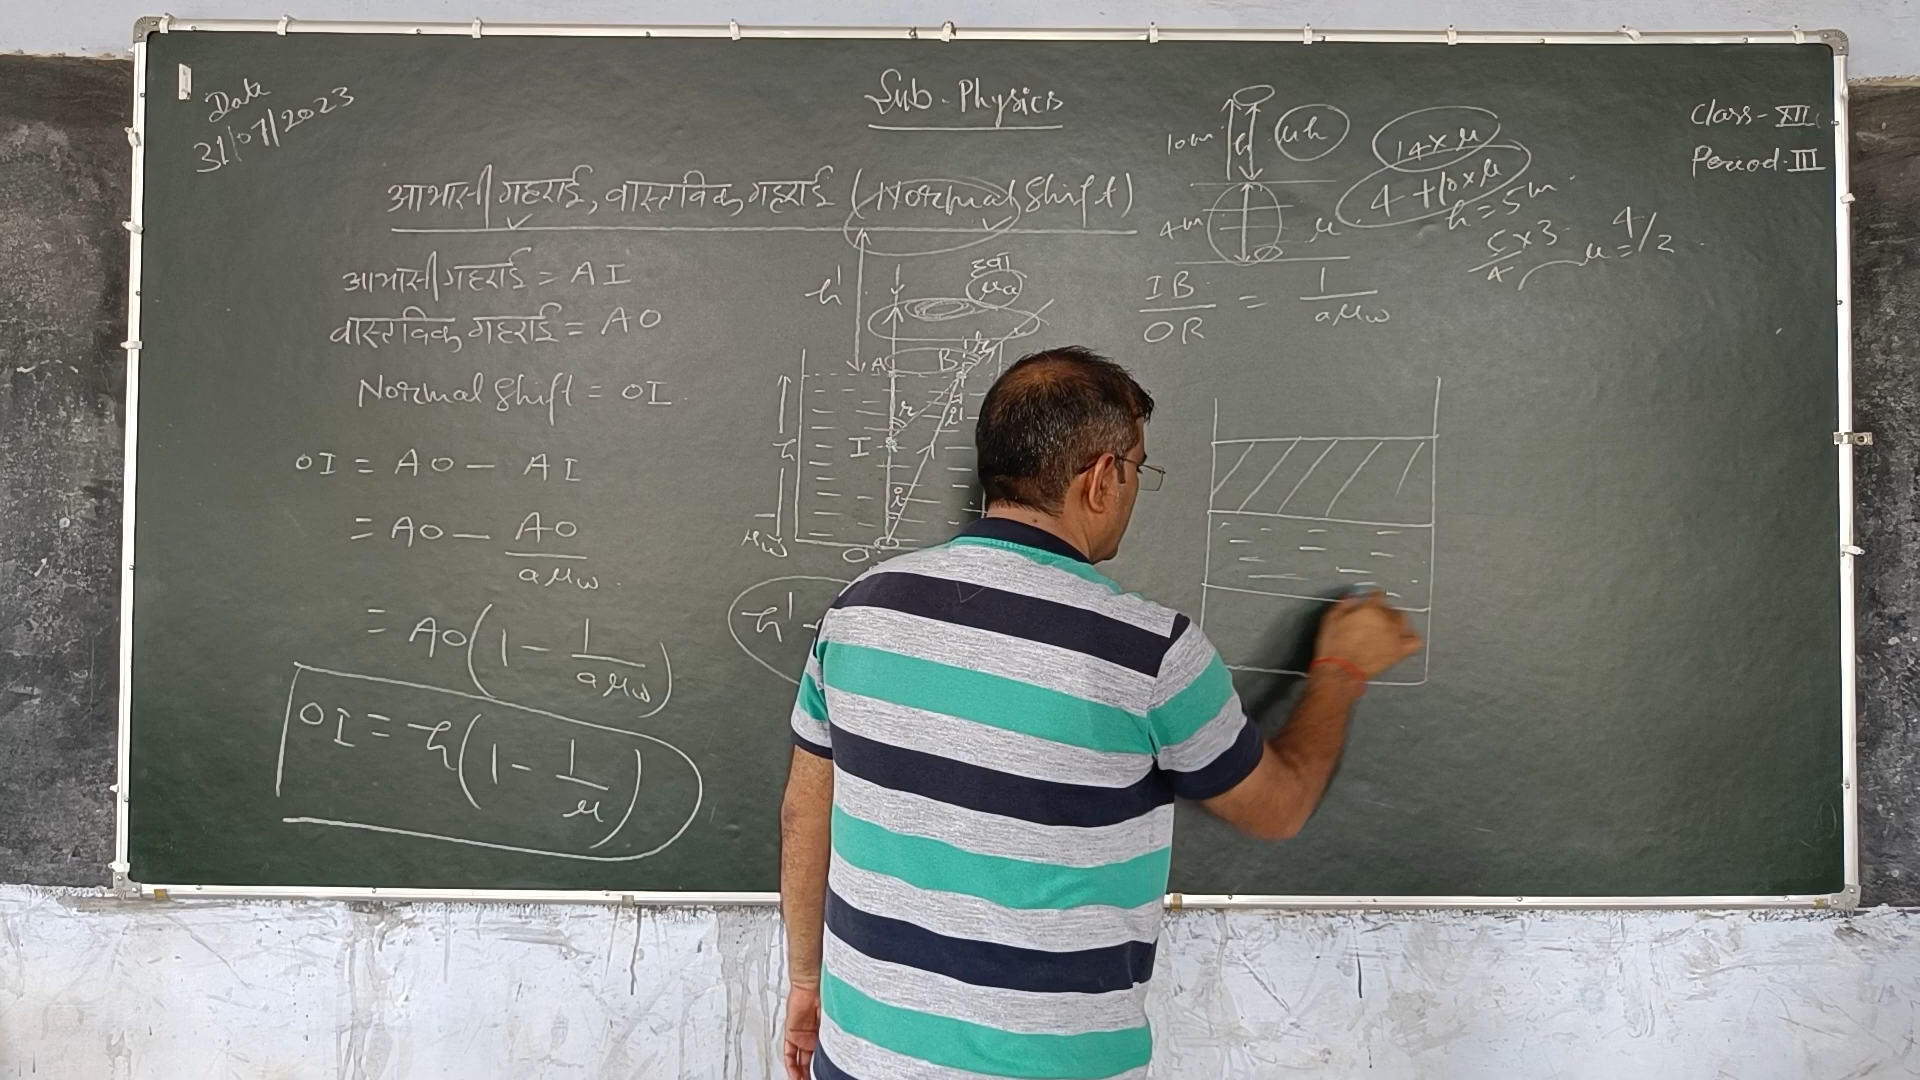 Date
31/07/2023
Sub - Physics
Class - XII
Period - III
आभासी गहराई, वास्तविक गहराई (Normal Shift)
आभासी गहराई = AI
वास्तविक गहराई = AO
Normal Shift = OI
OI = AO - AI
= AO - AO/aμw
= AO(1 - 1/aμw)
OI = h(1 - 1/μ)
h'
हवा
μa
A
B
r
r
i
I
i
h
μw
O
h'
10m
h
μh
14×μ
4 + 10×μ
4m
μ
h = 5m
5×3/4
IB/OB = 1/aμw